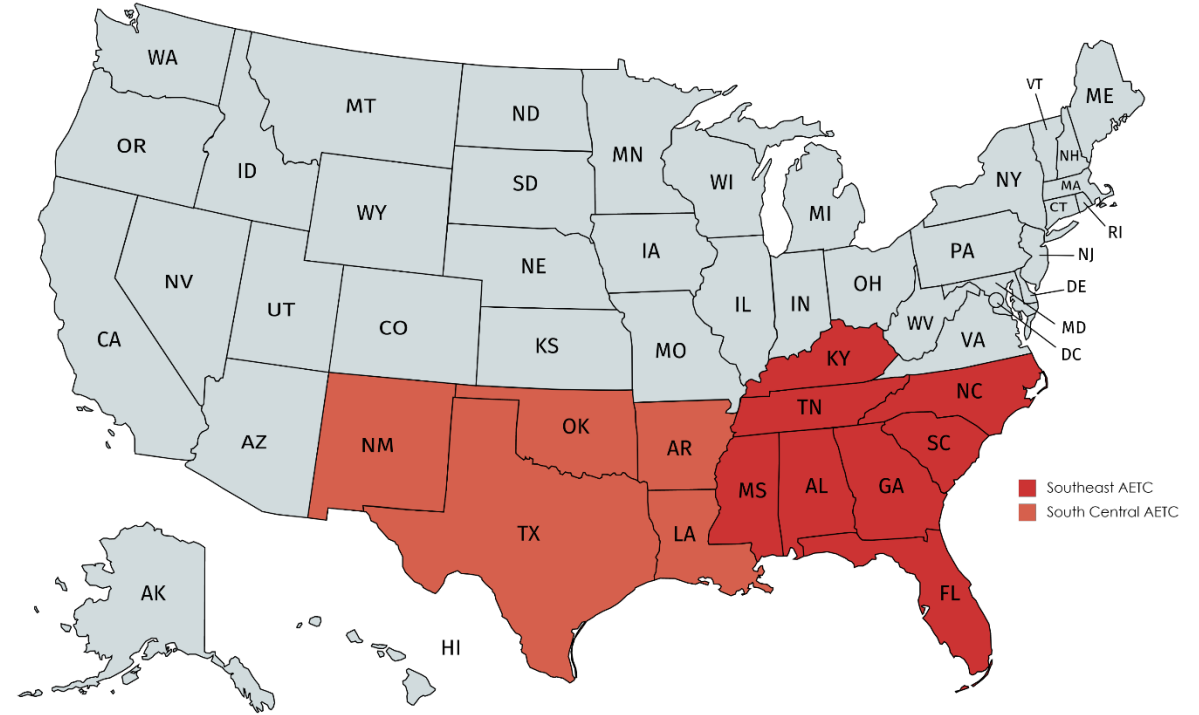 WA
MT
ND
MN
OR
ID
SD
WI
MI
WY
VT
ME
NH
NY
MA
CT
RI
IA
NE
PA
NJ
NV
UT
CO
IL
IN
OH
DE
WV
MD
VA
DC
CA
KS
MO
KY
AZ
NM
OK
AR
TN
NC
SC
MS
AL
GA
TX
LA
FL
Southeast AETC
South Central AETC
AK
HI